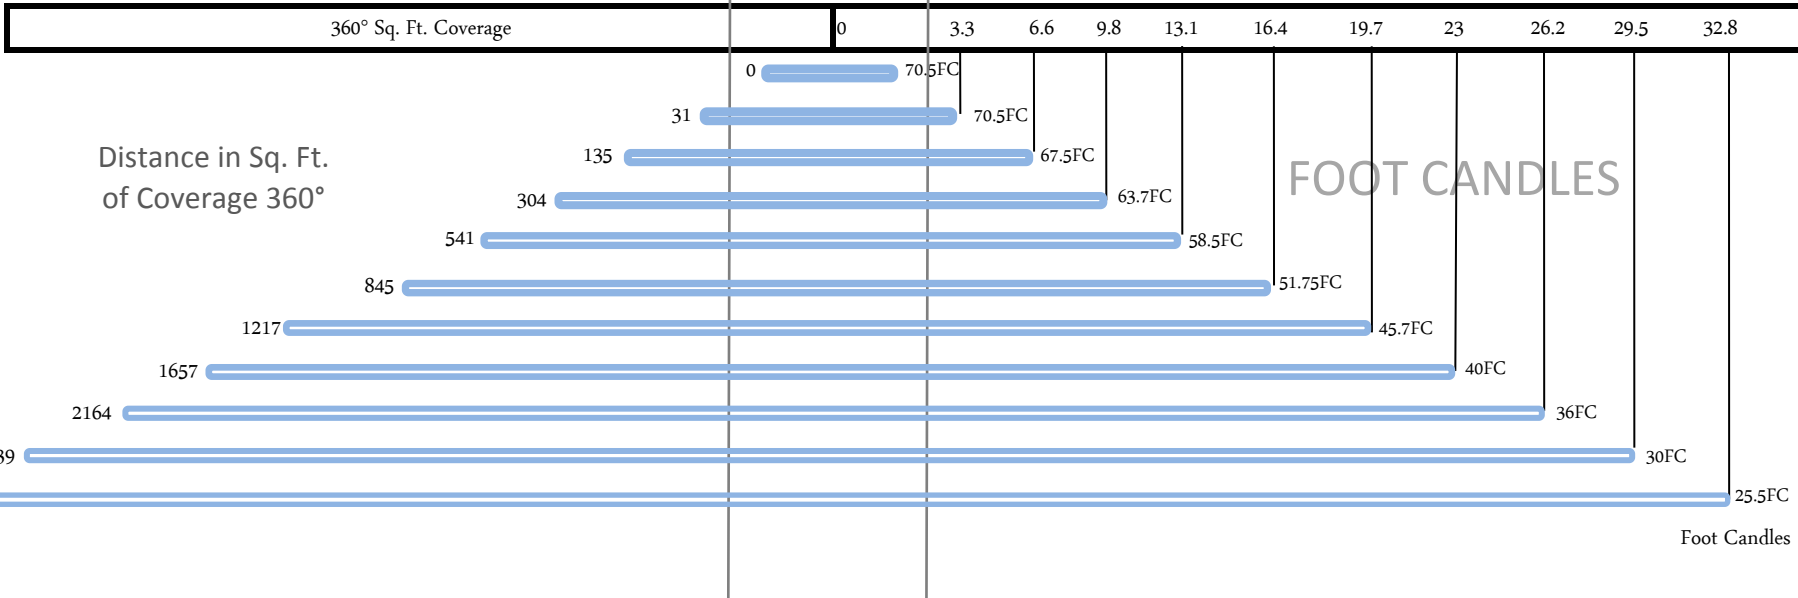 360° Sq. Ft. Coverage 0 3.3 6.6 9.8 13.1 16.4 19.7 23 26.2 29.5 32.8
0 70.5FC
31 70.5FC
Distance in Sq. Ft.
of Coverage 360°
135 67.5FC
FOOT CANDLES
304 63.7FC
541 58.5FC
845 51.75FC
1217 45.7FC
1657 40FC
2164 36FC
39 30FC
25.5FC
Foot Candles